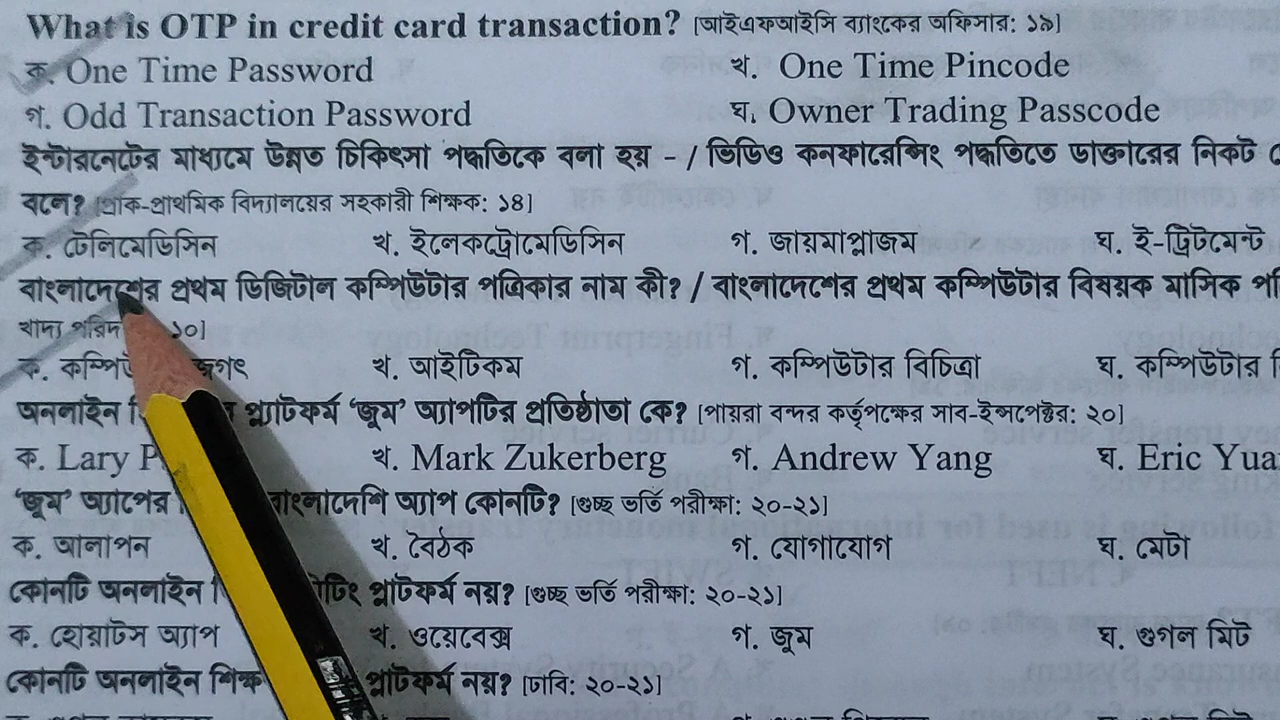 What is OTP in credit card transaction? [আইএফআইসি ব্যাংকের অফিসার: ১৯]
ক. One Time Password খ. One Time Pincode
গ. Odd Transaction Password ঘ. Owner Trading Passcode
ইন্টারনেটের মাধ্যমে উন্নত চিকিৎসা পদ্ধতিকে বলা হয় - / ভিডিও কনফারেন্সিং পদ্ধতিতে ডাক্তারের নিকট
বলে? [প্রাক-প্রাথমিক বিদ্যালয়ের সহকারী শিক্ষক: ১৪]
ক. টেলিমেডিসিন খ. ইলেকট্রোমেডিসিন গ. জায়মাপ্লাজম ঘ. ই-ট্রিটমেন্ট
বাংলাদেশের প্রথম ডিজিটাল কম্পিউটার পত্রিকার নাম কী? / বাংলাদেশের প্রথম কম্পিউটার বিষয়ক মাসিক
খাদ্য পরিদ ১০]
ক. জগৎ খ. আইটিকম গ. কম্পিউটার বিচিত্রা ঘ. কম্পিউটার
অনলাইন প্ল্যাটফর্ম ‘জুম’ অ্যাপটির প্রতিষ্ঠাতা কে? [পায়রা বন্দর কর্তৃপক্ষের সাব-ইন্সপেক্টর: ২০]
ক. Lary খ. Mark Zukerberg গ. Andrew Yang ঘ. Eric Yua
‘জুম’ অ্যাপের বাংলাদেশি অ্যাপ কোনটি? [গুচ্ছ ভর্তি পরীক্ষা: ২০-২১]
ক. আলাপন খ. বৈঠক গ. যোগাযোগ ঘ. মেটা
কোনটি অনলাইন প্লাটফর্ম নয়? [গুচ্ছ ভর্তি পরীক্ষা: ২০-২১]
ক. হোয়াটস অ্যাপ খ. ওয়েবেক্স গ. জুম ঘ. গুগল মিট
কোনটি অনলাইন শিক্ষ প্লাটফর্ম নয়? [ঢাবি: ২০-২১]